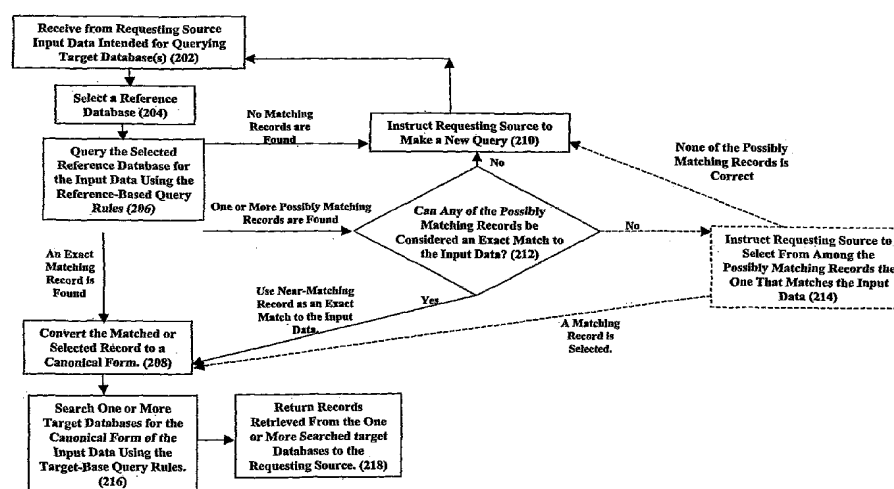 Receive from Requesting Source
Input Data Intended for Querying
Target Database(s) (202)
Select a Reference
Database (204)
No Matching
Records are
Found
Instruct Requesting Source to
Make a New Query (210)
None of the Possibly
Matching Records is
Correct
Query the Selected
Reference Database for
the Input Data Using the
Reference-Based Query
Rules (206)
No
One or More Possibly Matching
Records are Found
Can Any of the Possibly
Matching Records be
Considered an Exact Match to
the Input Data? (212)
No
Instruct Requesting Source to
Select From Among the
Possibly Matching Records the
One That Matches the Input
Data (214)
An Exact
Matching
Record is
Found
Use Near-Matching
Record as an Exact
Match to the Input
Data.
Yes
A Matching
Record is
Selected.
Convert the Matched or
Selected Record to a
Canonical Form. (208)
Search One or More
Target Databases for the
Canonical Form of the
Input Data Using the
Target-Base Query Rules.
(216)
Return Records
Retrieved From the One
or More Searched target
Databases to the
Requesting Source. (218)